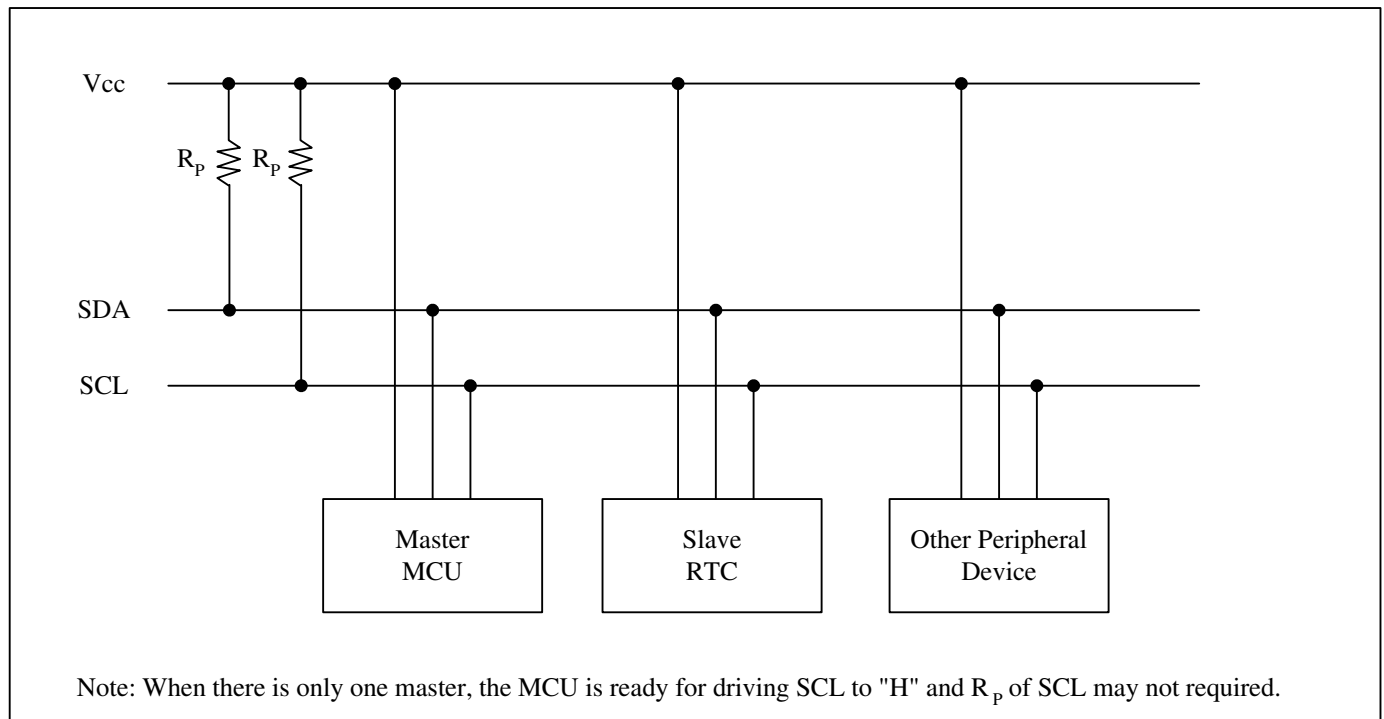 Vcc
R_P R_P
SDA
SCL
Master
MCU
Slave
RTC
Other Peripheral
Device
Note: When there is only one master, the MCU is ready for driving SCL to "H" and R_P of SCL may not required.